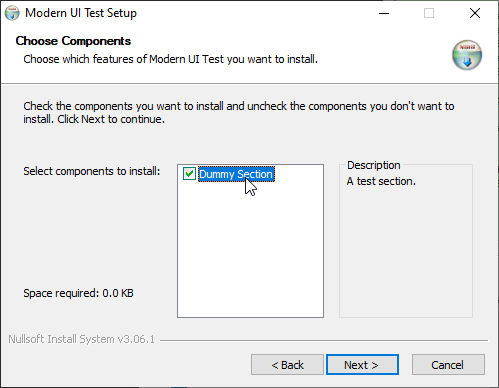 Modern UI Test Setup
Choose Components
Choose which features of Modern UI Test you want to install.
Check the components you want to install and uncheck the components you don't want to
install. Click Next to continue.
Select components to install:
Dummy Section
Description
A test section.
Space required: 0.0 KB
Nullsoft Install System v3.06.1
< Back
Next >
Cancel